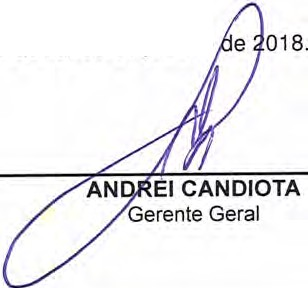 de 2018.
ANDREI CANDIOTA
Gerente Geral